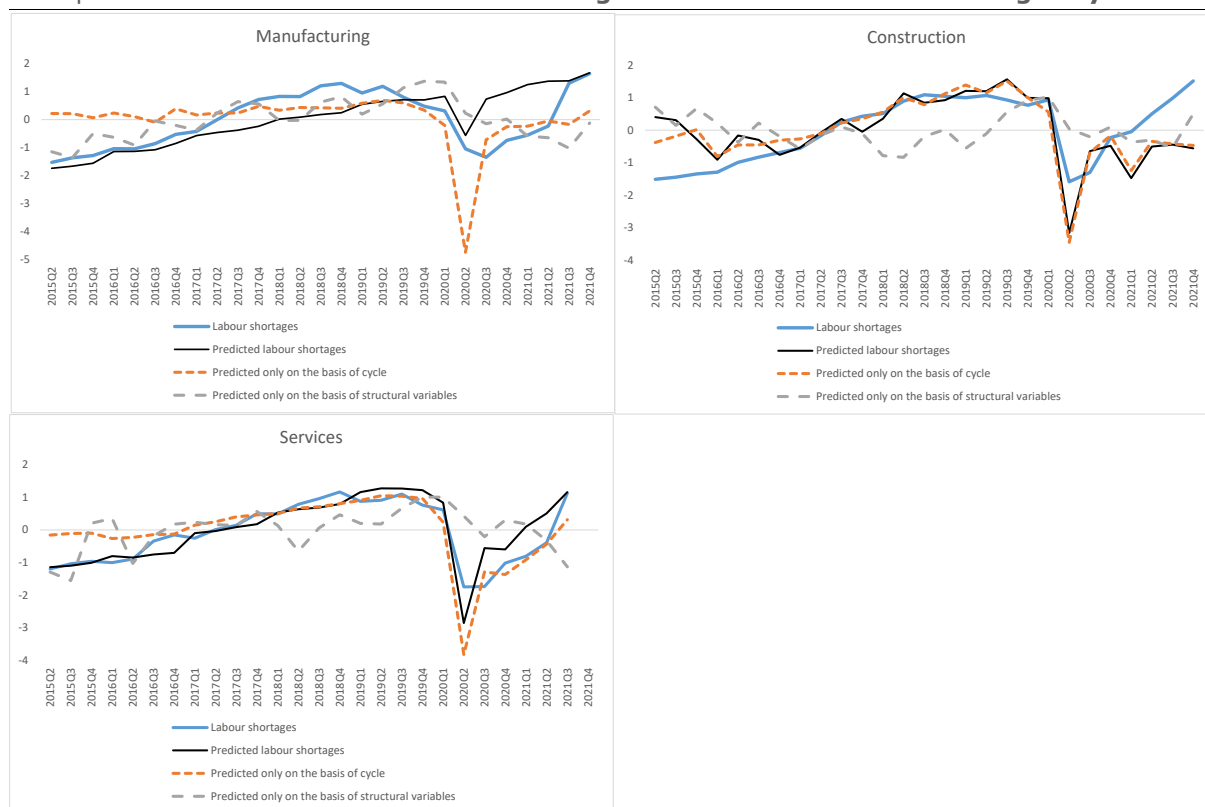 Manufacturing
2
1
0
-1
-2
-3
-4
-5
2015Q2 2015Q3 2015Q4 2016Q1 2016Q2 2016Q3 2016Q4 2017Q1 2017Q2 2017Q3 2017Q4 2018Q1 2018Q2 2018Q3 2018Q4 2019Q1 2019Q2 2019Q3 2019Q4 2020Q1 2020Q2 2020Q3 2020Q4 2021Q1 2021Q2 2021Q3 2021Q4
Labour shortages
Predicted labour shortages
Predicted only on the basis of cycle
Predicted only on the basis of structural variables
Construction
2
1
0
-1
-2
-3
-4
2015Q2 2015Q3 2015Q4 2016Q1 2016Q2 2016Q3 2016Q4 2017Q1 2017Q2 2017Q3 2017Q4 2018Q1 2018Q2 2018Q3 2018Q4 2019Q1 2019Q2 2019Q3 2019Q4 2020Q1 2020Q2 2020Q3 2020Q4 2021Q1 2021Q2 2021Q3 2021Q4
Labour shortages
Predicted labour shortages
Predicted only on the basis of cycle
Predicted only on the basis of structural variables
Services
2
1
0
-1
-2
-3
-4
2015Q2 2015Q3 2015Q4 2016Q1 2016Q2 2016Q3 2016Q4 2017Q1 2017Q2 2017Q3 2017Q4 2018Q1 2018Q2 2018Q3 2018Q4 2019Q1 2019Q2 2019Q3 2019Q4 2020Q1 2020Q2 2020Q3 2020Q4 2021Q1 2021Q2 2021Q3 2021Q4
Labour shortages
Predicted labour shortages
Predicted only on the basis of cycle
Predicted only on the basis of structural variables